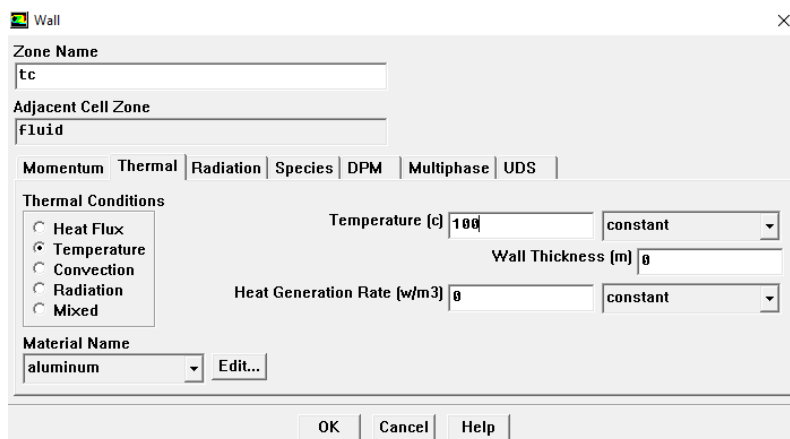 Wall
Zone Name
tc
Adjacent Cell Zone
fluid
Momentum Thermal Radiation Species DPM Multiphase UDS
Thermal Conditions
Heat Flux
Temperature
Convection
Radiation
Mixed
Temperature (c) 100 constant
Wall Thickness (m) 0
Heat Generation Rate (w/m3) 0 constant
Material Name
aluminum Edit...
OK Cancel Help